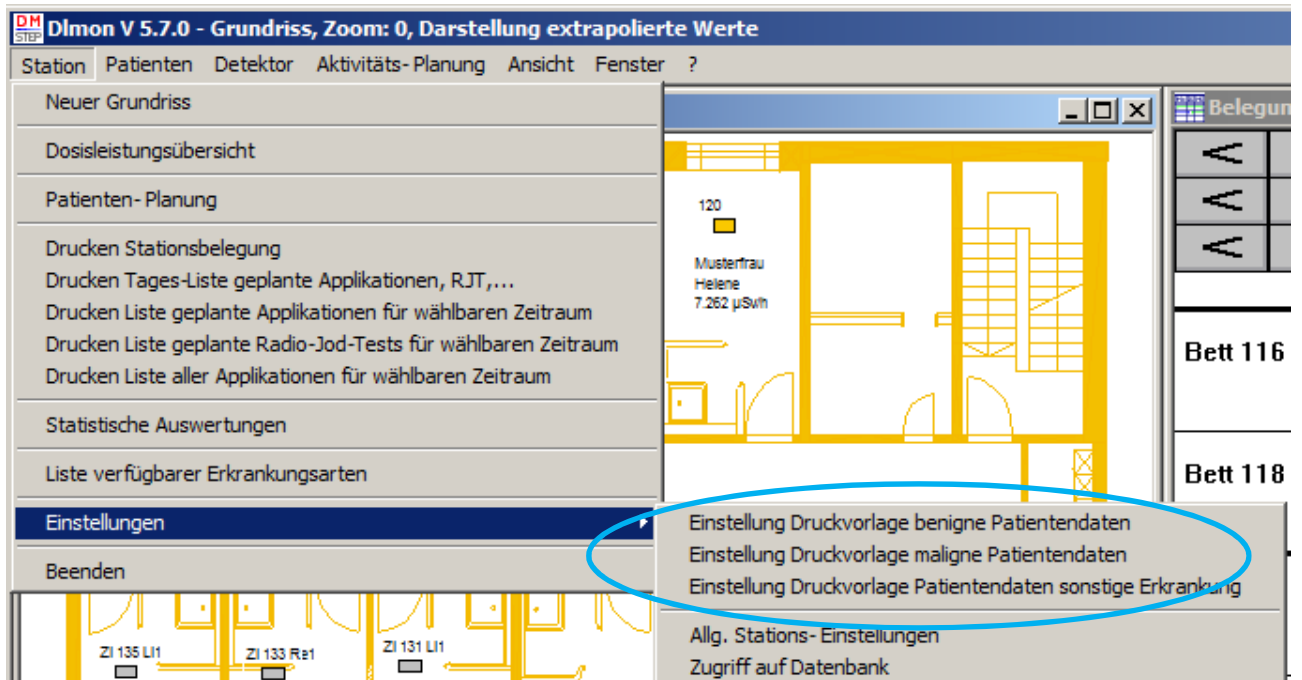 DM STEP DImon V 5.7.0 - Grundriss, Zoom: 0, Darstellung extrapolierte Werte
Station Patienten Detektor Aktivitäts-Planung Ansicht Fenster ?
Neuer Grundriss
Dosisleistungsübersicht
Patienten-Planung
Drucken Stationsbelegung
Drucken Tages-Liste geplante Applikationen, RJT,...
Drucken Liste geplante Applikationen für wählbaren Zeitraum
Drucken Liste geplante Radio-Jod-Tests für wählbaren Zeitraum
Drucken Liste aller Applikationen für wählbaren Zeitraum
Statistische Auswertungen
Liste verfügbarer Erkrankungsarten
Einstellungen
Beenden
Einstellung Druckvorlage benigne Patientendaten
Einstellung Druckvorlage maligne Patientendaten
Einstellung Druckvorlage Patientendaten sonstige Erkrankung
Allg. Stations-Einstellungen
Zugriff auf Datenbank
120
Musterfrau
Helene
7.262 µSv/h
ZI 135 LI1
ZI 133 Re1
ZI 131 LI1
Belegun
<
<
<
Bett 116
Bett 118